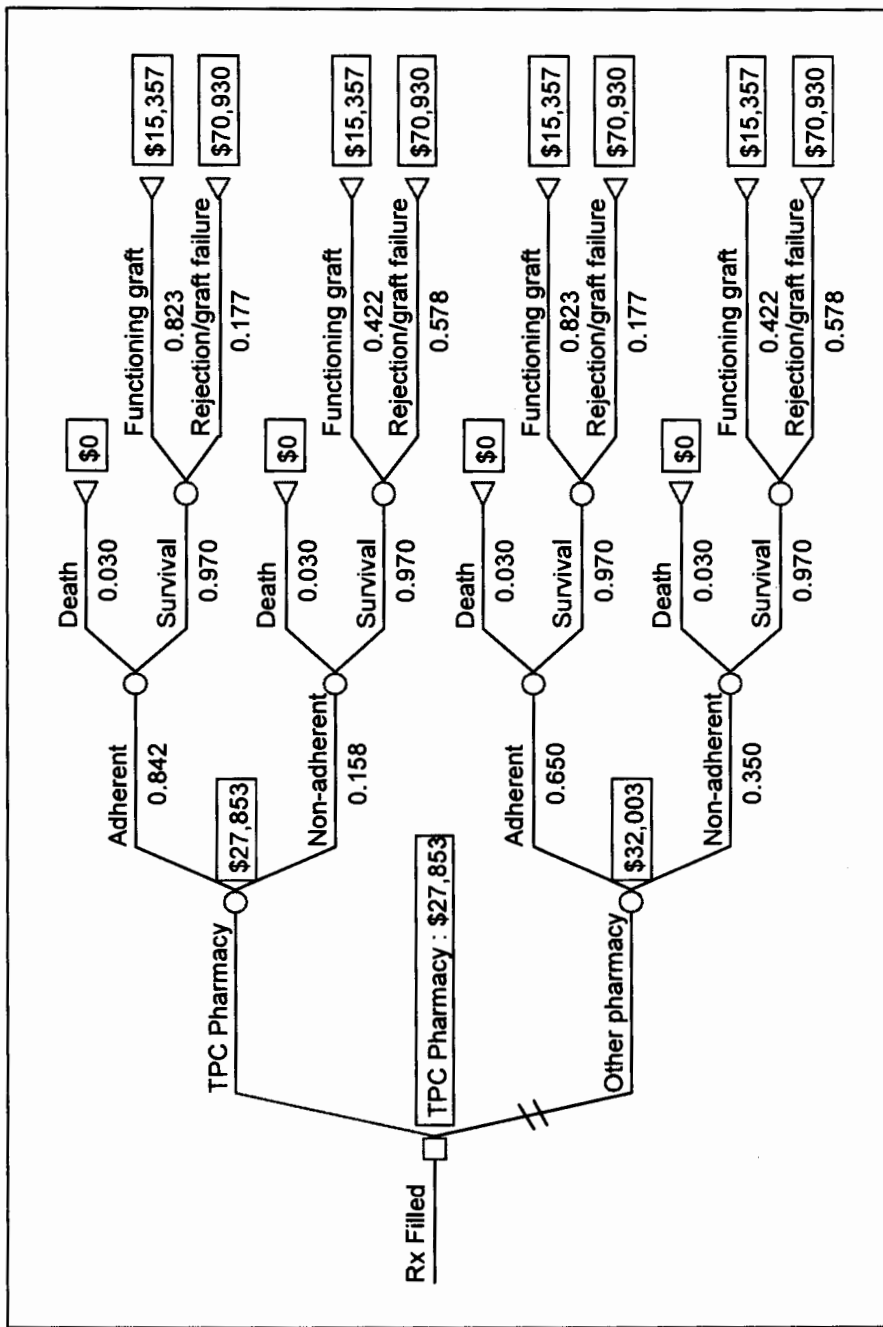 Rx Filled
TPC Pharmacy : $27,853
TPC Pharmacy
$27,853
Adherent
0.842
Death
0.030
$0
Survival
0.970
Functioning graft
0.823
$15,357
Rejection/graft failure
0.177
$70,930
Non-adherent
0.158
Death
0.030
$0
Survival
0.970
Functioning graft
0.422
$15,357
Rejection/graft failure
0.578
$70,930
Other pharmacy
$32,003
Adherent
0.650
Death
0.030
$0
Survival
0.970
Functioning graft
0.823
$15,357
Rejection/graft failure
0.177
$70,930
Non-adherent
0.350
Death
0.030
$0
Survival
0.970
Functioning graft
0.422
$15,357
Rejection/graft failure
0.578
$70,930